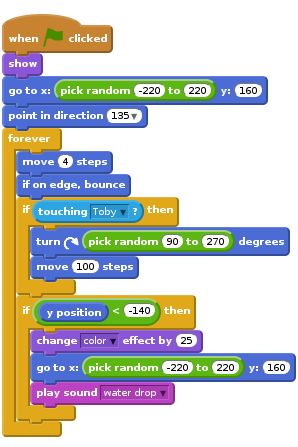 when clicked
show
go to x: pick random -220 to 220 y: 160
point in direction 135
forever
move 4 steps
if on edge, bounce
if touching Toby ? then
turn pick random 90 to 270 degrees
move 100 steps
if y position < -140 then
change color effect by 25
go to x: pick random -220 to 220 y: 160
play sound water drop